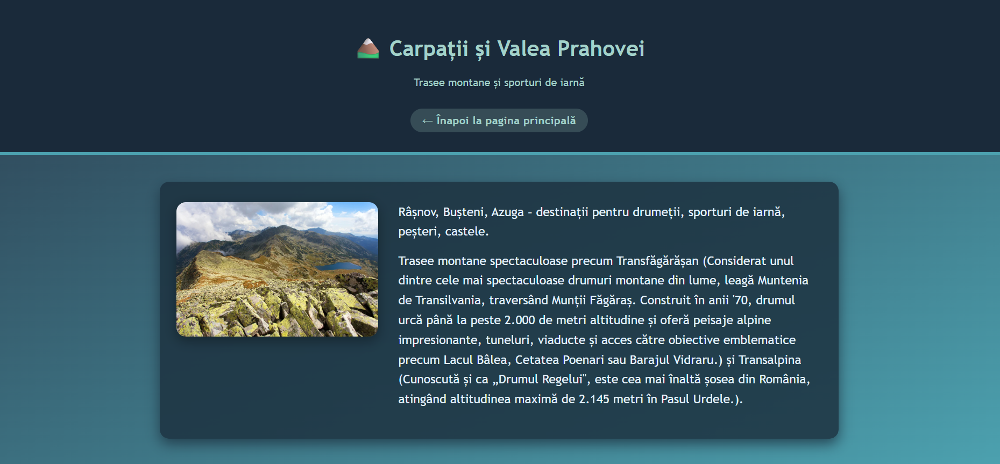 Carpații și Valea Prahovei
Trasee montane și sporturi de iarnă
← Înapoi la pagina principală
Râșnov, Bușteni, Azuga – destinații pentru drumeții, sporturi de iarnă,
peșteri, castele.
Trasee montane spectaculoase precum Transfăgărășan (Considerat unul
dintre cele mai spectaculoase drumuri montane din lume, leagă Muntenia
de Transilvania, traversând Munții Făgăraș. Construit în anii '70, drumul
urcă până la peste 2.000 de metri altitudine și oferă peisaje alpine
impresionante, tuneluri, viaducte și acces către obiective emblematice
precum Lacul Bâlea, Cetatea Poenari sau Barajul Vidraru.) și Transalpina
(Cunoscută și ca „Drumul Regelui", este cea mai înaltă șosea din România,
atingând altitudinea maximă de 2.145 metri în Pasul Urdele.).